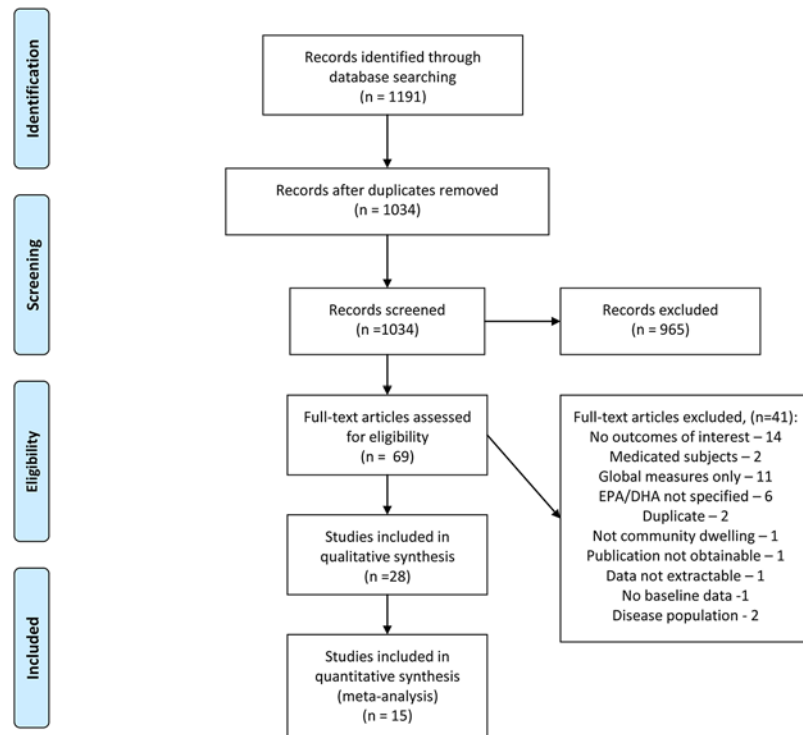 Identification
Records identified through
database searching
(n = 1191)
Records after duplicates removed
(n = 1034)
Screening
Records screened
(n =1034)
Records excluded
(n = 965)
Eligibility
Full-text articles assessed
for eligibility
(n = 69)
Full-text articles excluded, (n=41):
No outcomes of interest – 14
Medicated subjects – 2
Global measures only – 11
EPA/DHA not specified – 6
Duplicate – 2
Not community dwelling – 1
Publication not obtainable – 1
Data not extractable – 1
No baseline data -1
Disease population - 2
Studies included in
qualitative synthesis
(n =28)
Included
Studies included in
quantitative synthesis
(meta-analysis)
(n = 15)